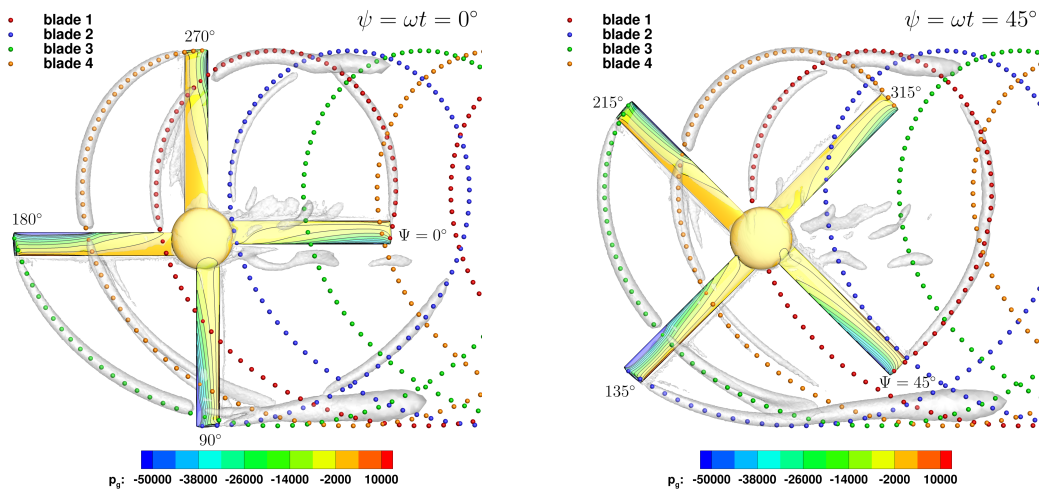 blade 1
blade 2
blade 3
blade 4
ψ = ωt = 0°
270°
180°
Ψ = 0°
90°
p_g: -50000 -38000 -26000 -14000 -2000 10000
blade 1
blade 2
blade 3
blade 4
ψ = ωt = 45°
215°
315°
135°
Ψ = 45°
p_g: -50000 -38000 -26000 -14000 -2000 10000